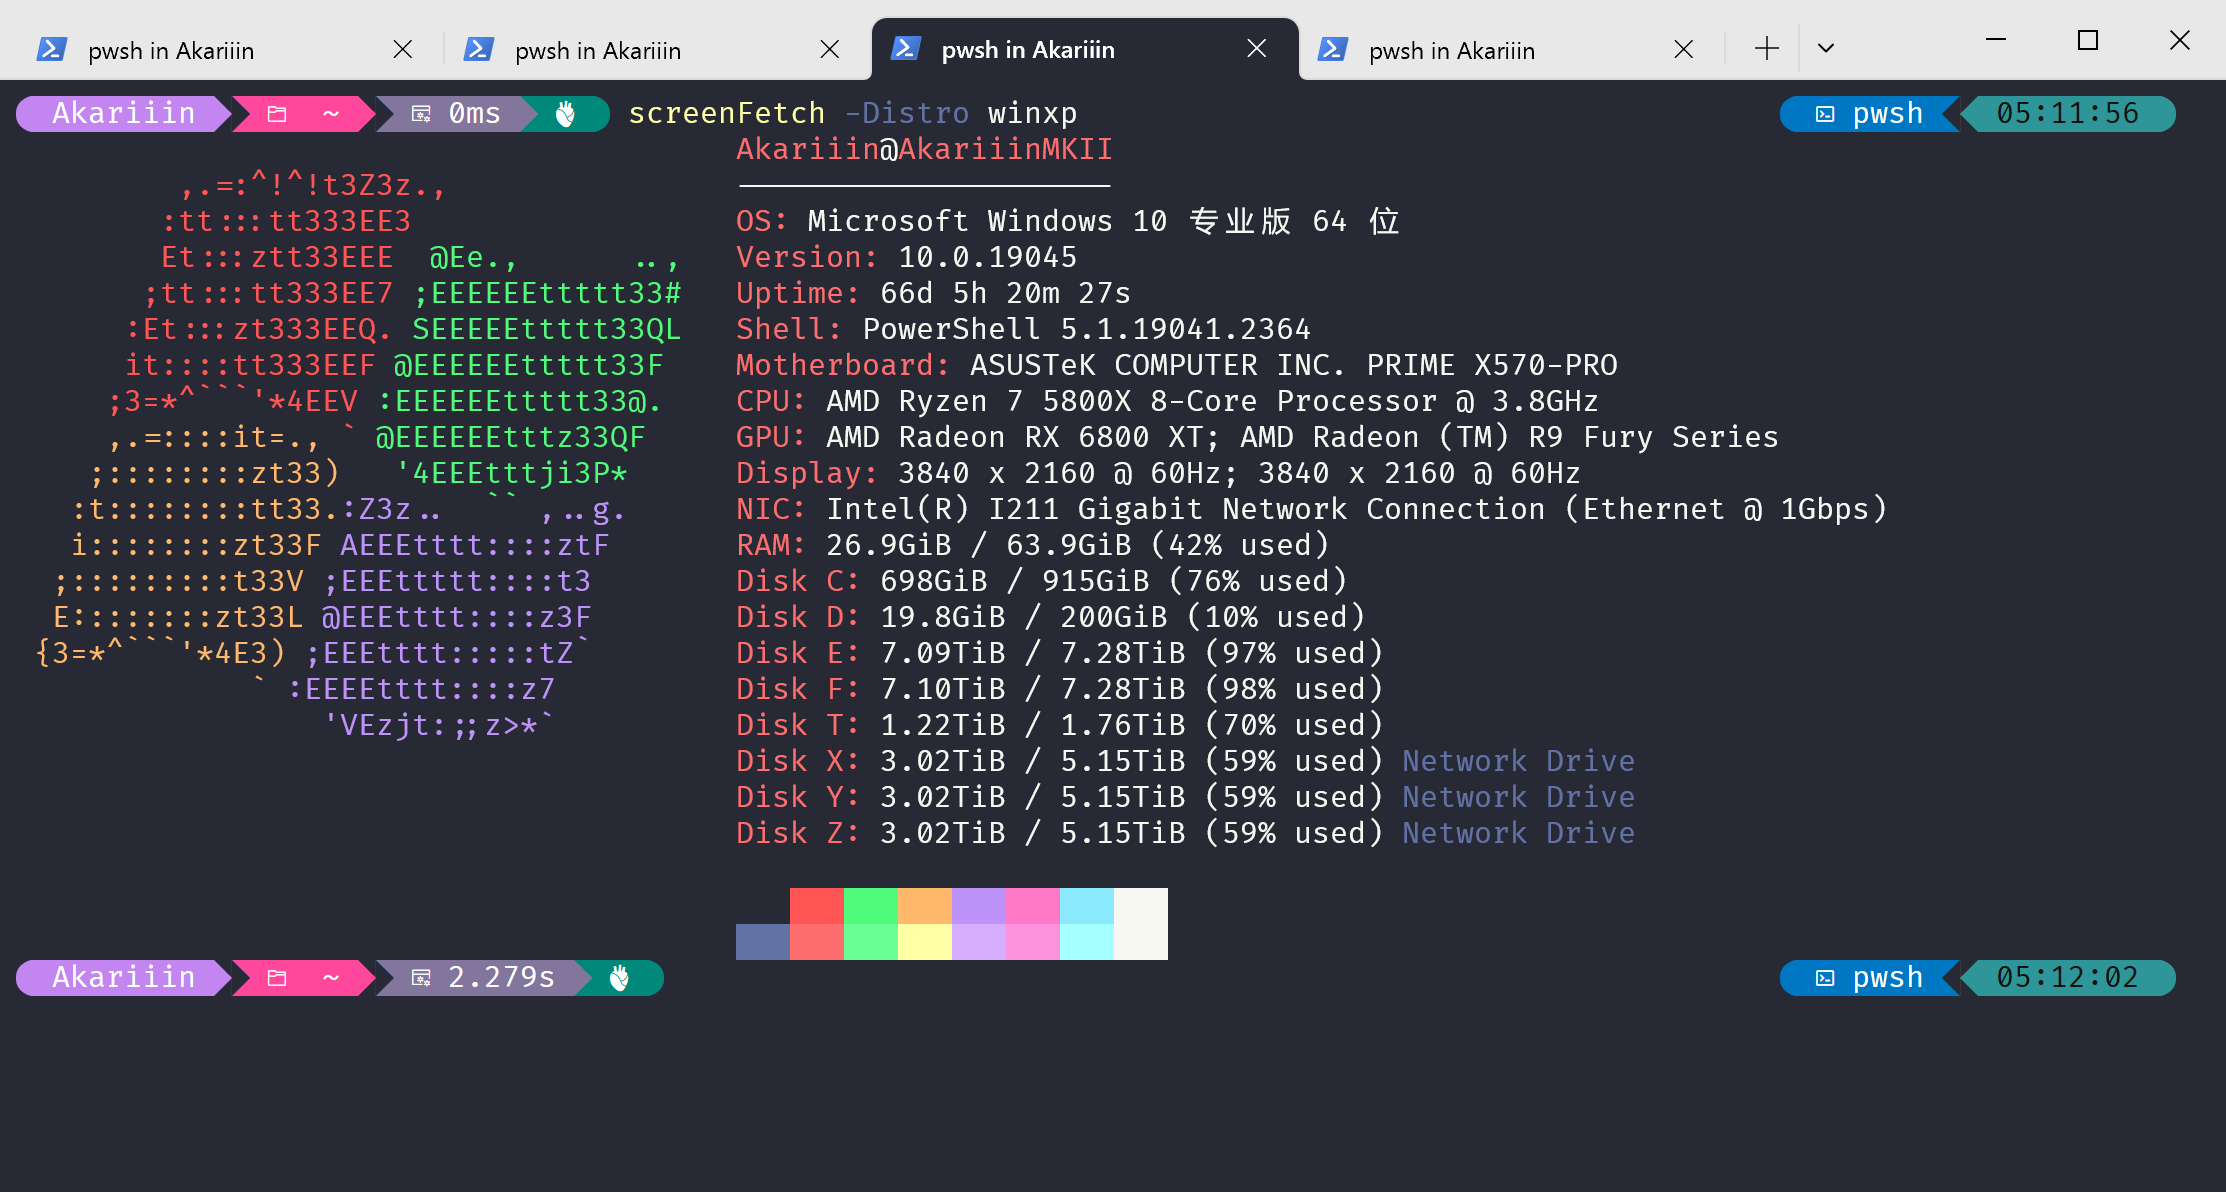 pwsh in Akariiin
pwsh in Akariiin
pwsh in Akariiin
pwsh in Akariiin
Akariiin ~ 0ms screenFetch -Distro winxp pwsh 05:11:56
Akariiin@AkariiinMKII
-----------------------
,.=:^!^!t3Z3z.,
:tt:::tt333EE3 OS: Microsoft Windows 10 专业版 64 位
Et:::ztt33EEE @Ee., .., Version: 10.0.19045
;tt:::tt333EE7 ;EEEEEEttttt33# Uptime: 66d 5h 20m 27s
:Et:::zt333EEQ. SEEEEEttttt33QL Shell: PowerShell 5.1.19041.2364
it::::tt333EEF @EEEEEEttttt33F Motherboard: ASUSTeK COMPUTER INC. PRIME X570-PRO
;3=*^```'*4EEV :EEEEEEttttt33@. CPU: AMD Ryzen 7 5800X 8-Core Processor @ 3.8GHz
,.=::::it=., ` @EEEEEEtttz33QF GPU: AMD Radeon RX 6800 XT; AMD Radeon (TM) R9 Fury Series
;::::::::zt33) '4EEEtttji3P* Display: 3840 x 2160 @ 60Hz; 3840 x 2160 @ 60Hz
:t::::::::tt33.:Z3z.. `` ,..g. NIC: Intel(R) I211 Gigabit Network Connection (Ethernet @ 1Gbps)
i::::::::zt33F AEEEtttt::::ztF RAM: 26.9GiB / 63.9GiB (42% used)
;:::::::::t33V ;EEEttttt::::t3 Disk C: 698GiB / 915GiB (76% used)
E::::::::zt33L @EEEtttt::::z3F Disk D: 19.8GiB / 200GiB (10% used)
{3=*^```'*4E3) ;EEEtttt:::::tZ` Disk E: 7.09TiB / 7.28TiB (97% used)
` :EEEEtttt::::z7 Disk F: 7.10TiB / 7.28TiB (98% used)
'VEzjt:;;z>*` Disk T: 1.22TiB / 1.76TiB (70% used)
Disk X: 3.02TiB / 5.15TiB (59% used) Network Drive
Disk Y: 3.02TiB / 5.15TiB (59% used) Network Drive
Disk Z: 3.02TiB / 5.15TiB (59% used) Network Drive
Akariiin ~ 2.279s pwsh 05:12:02